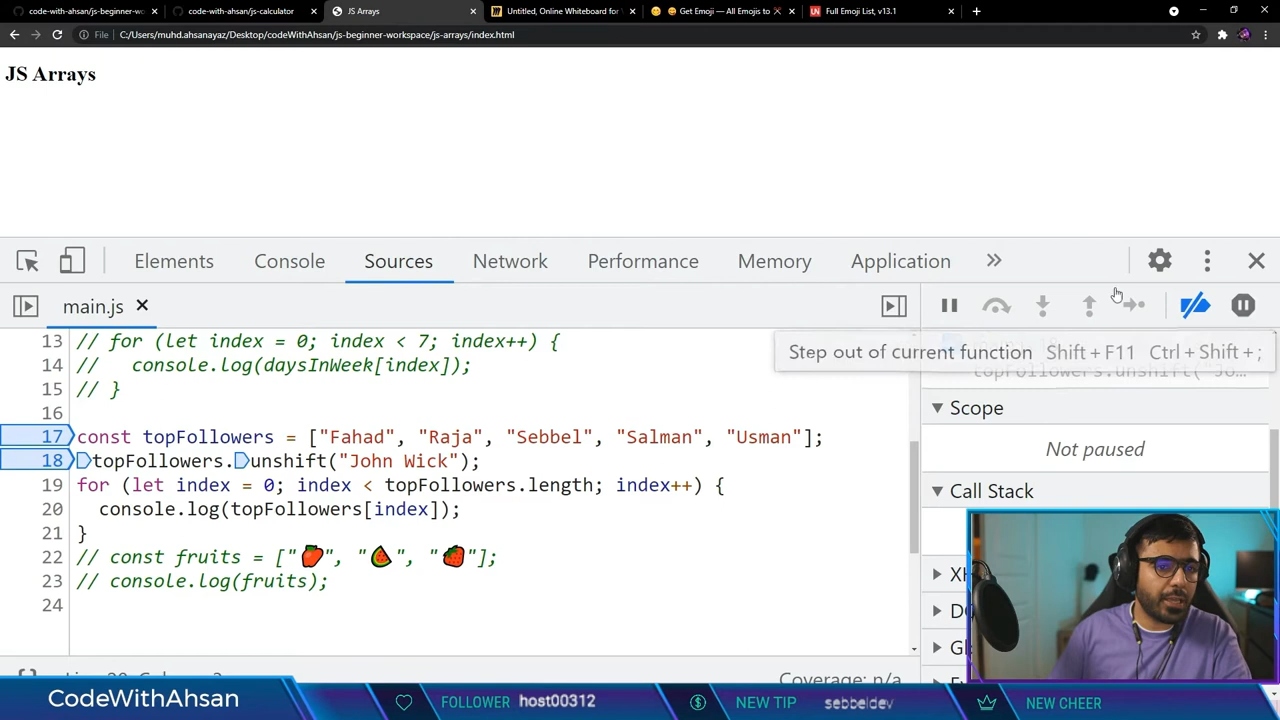 code-with-ahsan/js-beginner-wo
code-with-ahsan/js-calculator
JS Arrays
Untitled, Online Whiteboard for V
Get Emoji — All Emojis to
Full Emoji List, v13.1
File C:/Users/muhd.ahsanayaz/Desktop/codeWithAhsan/js-beginner-workspace/js-arrays/index.html
JS Arrays
Elements Console Sources Network Performance Memory Application
main.js
Step out of current function Shift + F11 Ctrl + Shift + ;
topFollowers.unshift("Jo…
13 // for (let index = 0; index < 7; index++) {
14 //   console.log(daysInWeek[index]);
15 // }
16
17 const topFollowers = ["Fahad", "Raja", "Sebbel", "Salman", "Usman"];
18 topFollowers.unshift("John Wick");
19 for (let index = 0; index < topFollowers.length; index++) {
20   console.log(topFollowers[index]);
21 }
22 // const fruits = ["🍎", "🍉", "🍓"];
23 // console.log(fruits);
24
Scope
Not paused
Call Stack
Coverage: n/a
CodeWithAhsan
FOLLOWER host00312
NEW TIP sebbeldev
NEW CHEER